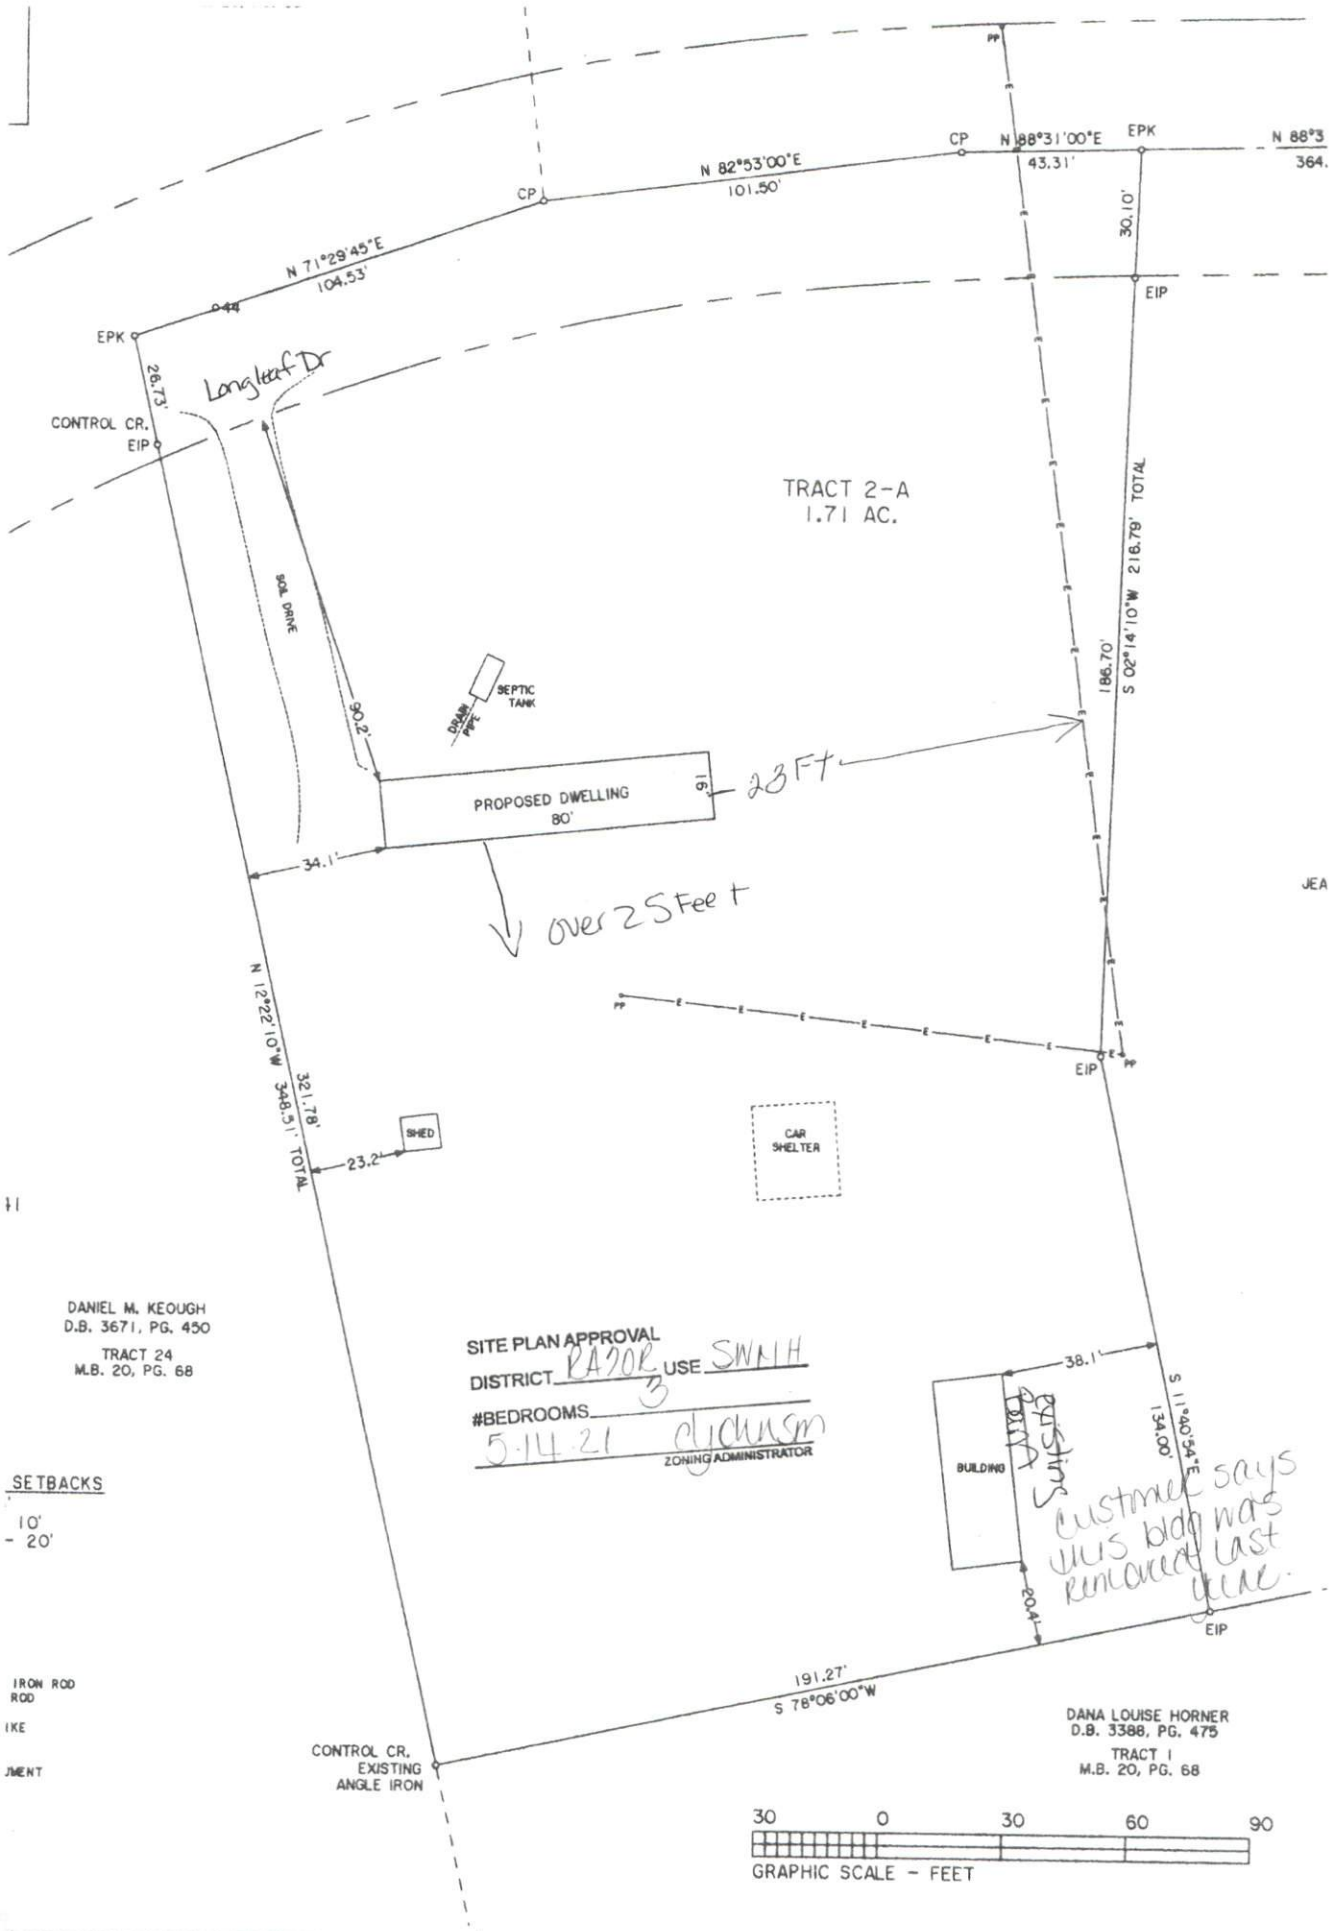 PP
CP
N 88°31'00"E
43.31'
EPK
N 88°3
364.
N 82°53'00"E
101.50'
CP
30.10'
EIP
N 71°29'45"E
104.53'
44
EPK
26.73'
Longleaf Dr
CONTROL CR.
EIP
TRACT 2-A
1.71 AC.
S 02°14'10"W 216.79' TOTAL
186.70'
SOIL DRIVE
90.2'
SEPTIC
TANK
DRAIN
PIPE
PROPOSED DWELLING
80'
16'
23 Ft
34.1'
over 25 Feet
JEA
N 12°22'10"W 348.51' TOTAL
321.78'
PP
E E E E E E E E
EIP
PP
SHED
23.2'
CAR
SHELTER
DANIEL M. KEOUGH
D.B. 3671, PG. 450
TRACT 24
M.B. 20, PG. 68
SITE PLAN APPROVAL
DISTRICT RA20R USE SWMH
#BEDROOMS 3
5.14.21
ZONING ADMINISTRATOR
38.1'
S 11°40'54"E
134.00'
BUILDING
existing
customer says
this bldg was
removed last
year.
20.4'
EIP
SETBACKS
10'
- 20'
191.27'
S 78°06'00"W
IRON ROD
ROD
IKE
UMENT
CONTROL CR.
EXISTING
ANGLE IRON
DANA LOUISE HORNER
D.B. 3388, PG. 475
TRACT 1
M.B. 20, PG. 68
30 0 30 60 90
GRAPHIC SCALE - FEET